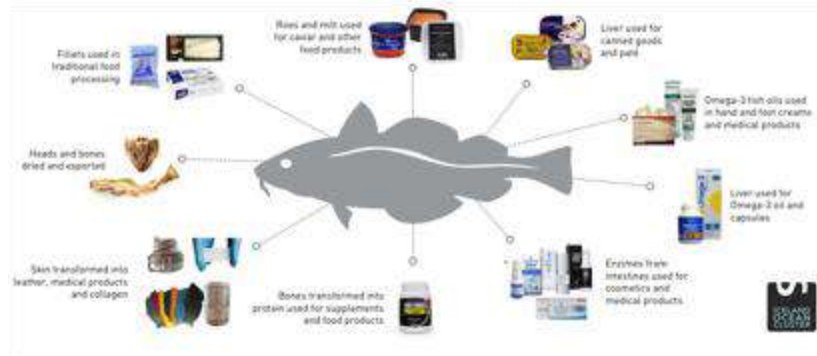 Roes and milt used
for caviar and other
food products
Liver used for
canned goods
and paté
Fillets used in
traditional food
processing
Omega-3 fish oils used
in hand and foot creams
and medical products
Heads and bones
dried and exported
Liver used for
Omega-3 oil and
capsules
Skin transformed into
leather, medical products
and collagen
Bones transformed into
protein used for supplements
and food products
Enzymes from
intestines used for
cosmetics and
medical products
ICELAND
OCEAN
CLUSTER